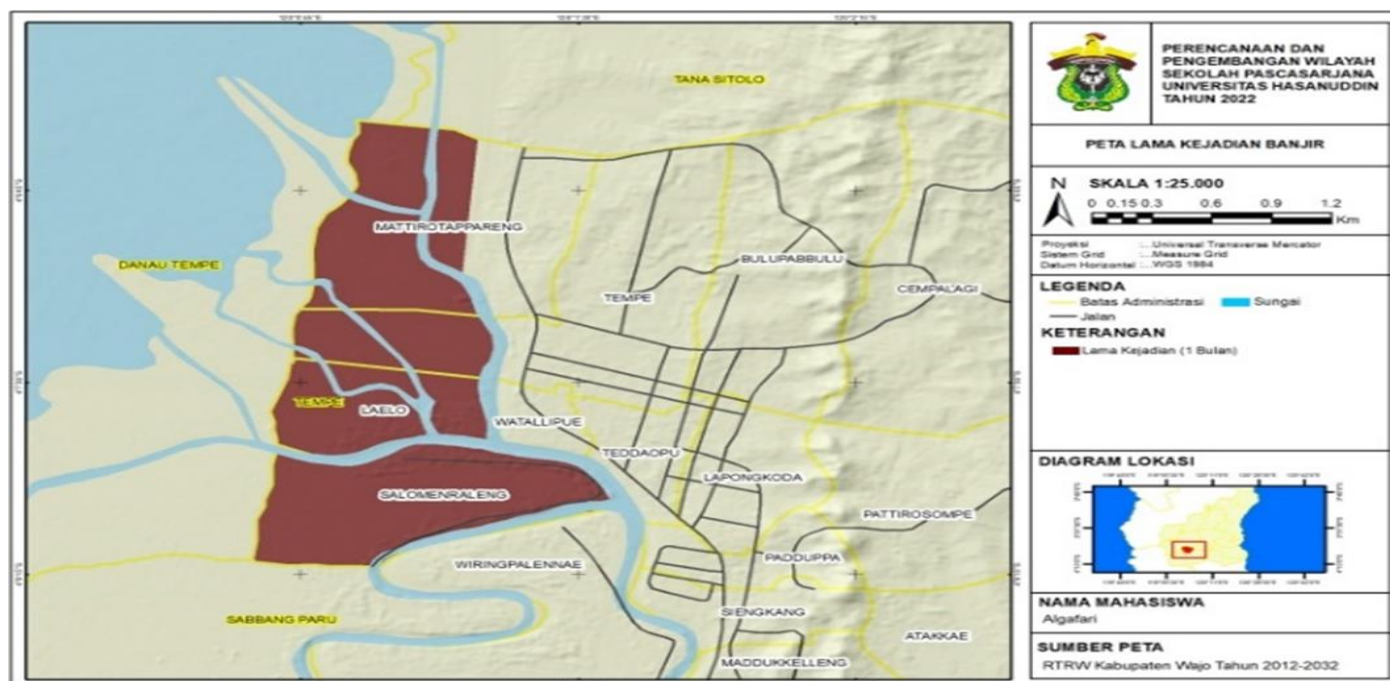 TANA SITOLO
MATTIROTAPPARENG
DANAU TEMPE
BULUPABBULU
CEMPALAGI
TEMPE
TEMPE
LAELO
WATALLIPUE
TEDDAOPU
LAPONGKODA
SALOMENRALENG
PATTIROSOMPE
PADDUPPA
WIRINGPALENNAE
SIENGKANG
SABBANG PARU
ATAKKAE
MADDUKKELLENG
PERENCANAAN DAN
PENGEMBANGAN WILAYAH
SEKOLAH PASCASARJANA
UNIVERSITAS HASANUDDIN
TAHUN 2022
PETA LAMA KEJADIAN BANJIR
N
SKALA 1:25.000
0 0.15 0.3 0.6 0.9 1.2
Km
Proyeksi :...Universal Transverse Mercator
Sistem Grid :...Measure Grid
Datum Horizontal :...WGS 1984
LEGENDA
Batas Administrasi Sungai
Jalan
KETERANGAN
Lama Kejadian (1 Bulan)
DIAGRAM LOKASI
NAMA MAHASISWA
Algafari
SUMBER PETA
RTRW Kabupaten Wajo Tahun 2012-2032